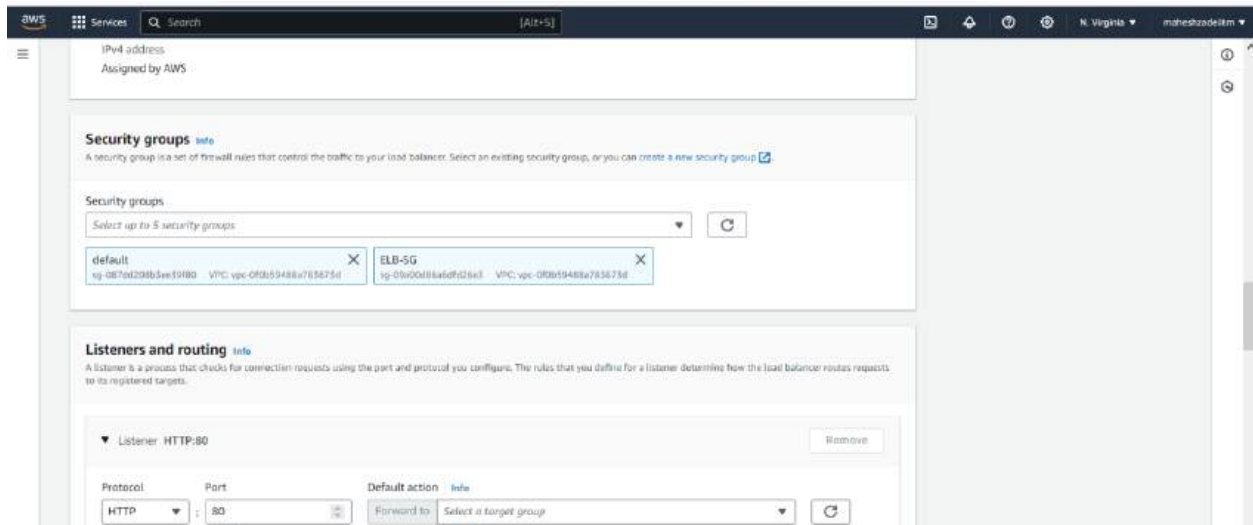 aws
Services
Search
[Alt+S]
N. Virginia
IPv4 address
Assigned by AWS
Security groups Info
A security group is a set of firewall rules that control the traffic to your load balancer. Select an existing security group, or you can create a new security group
Security groups
Select up to 5 security groups
default
ELB-SG
Listeners and routing Info
A listener is a process that checks for connection requests using the port and protocol you configure. The rules that you define for a listener determine how the load balancer routes requests
to its registered targets.
Listener HTTP:80
Remove
Protocol Port Default action Info
HTTP : 80 Forward to Select a target group